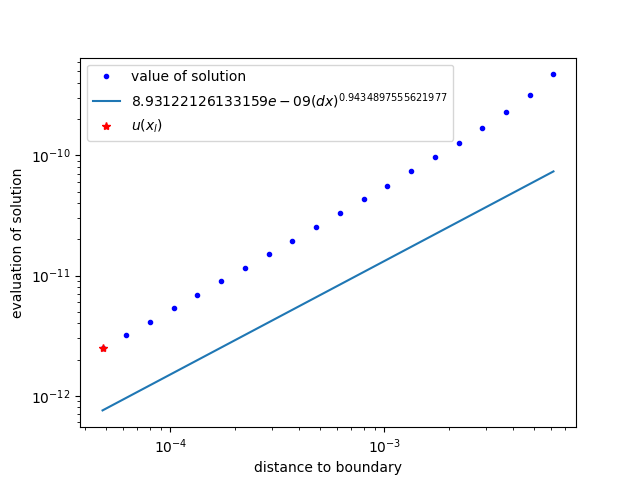 value of solution
8.93122126133159e − 09(dx)^0.9434897555621977
u(x_l)
10^−10
10^−11
10^−12
evaluation of solution
10^−4
10^−3
distance to boundary